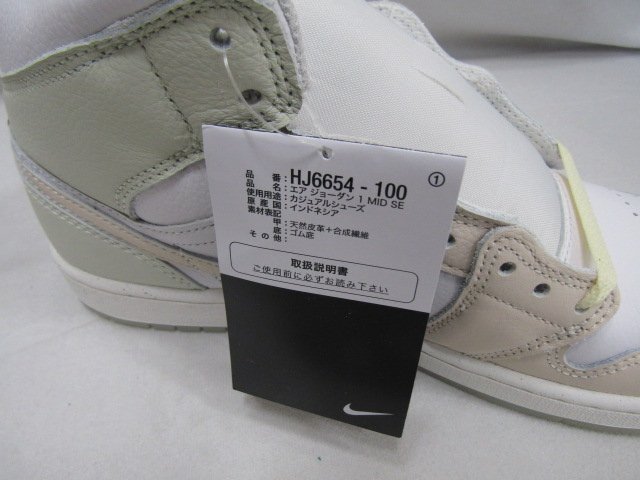 品番: HJ6654 - 100 ①
品名: エア ジョーダン 1 MID SE
使用用途: カジュアルシューズ
原産国: インドネシア
素材表記
甲: 天然皮革+合成繊維
底: ゴム底
その他:
取扱説明書
ご使用前に必ずお読み下さい